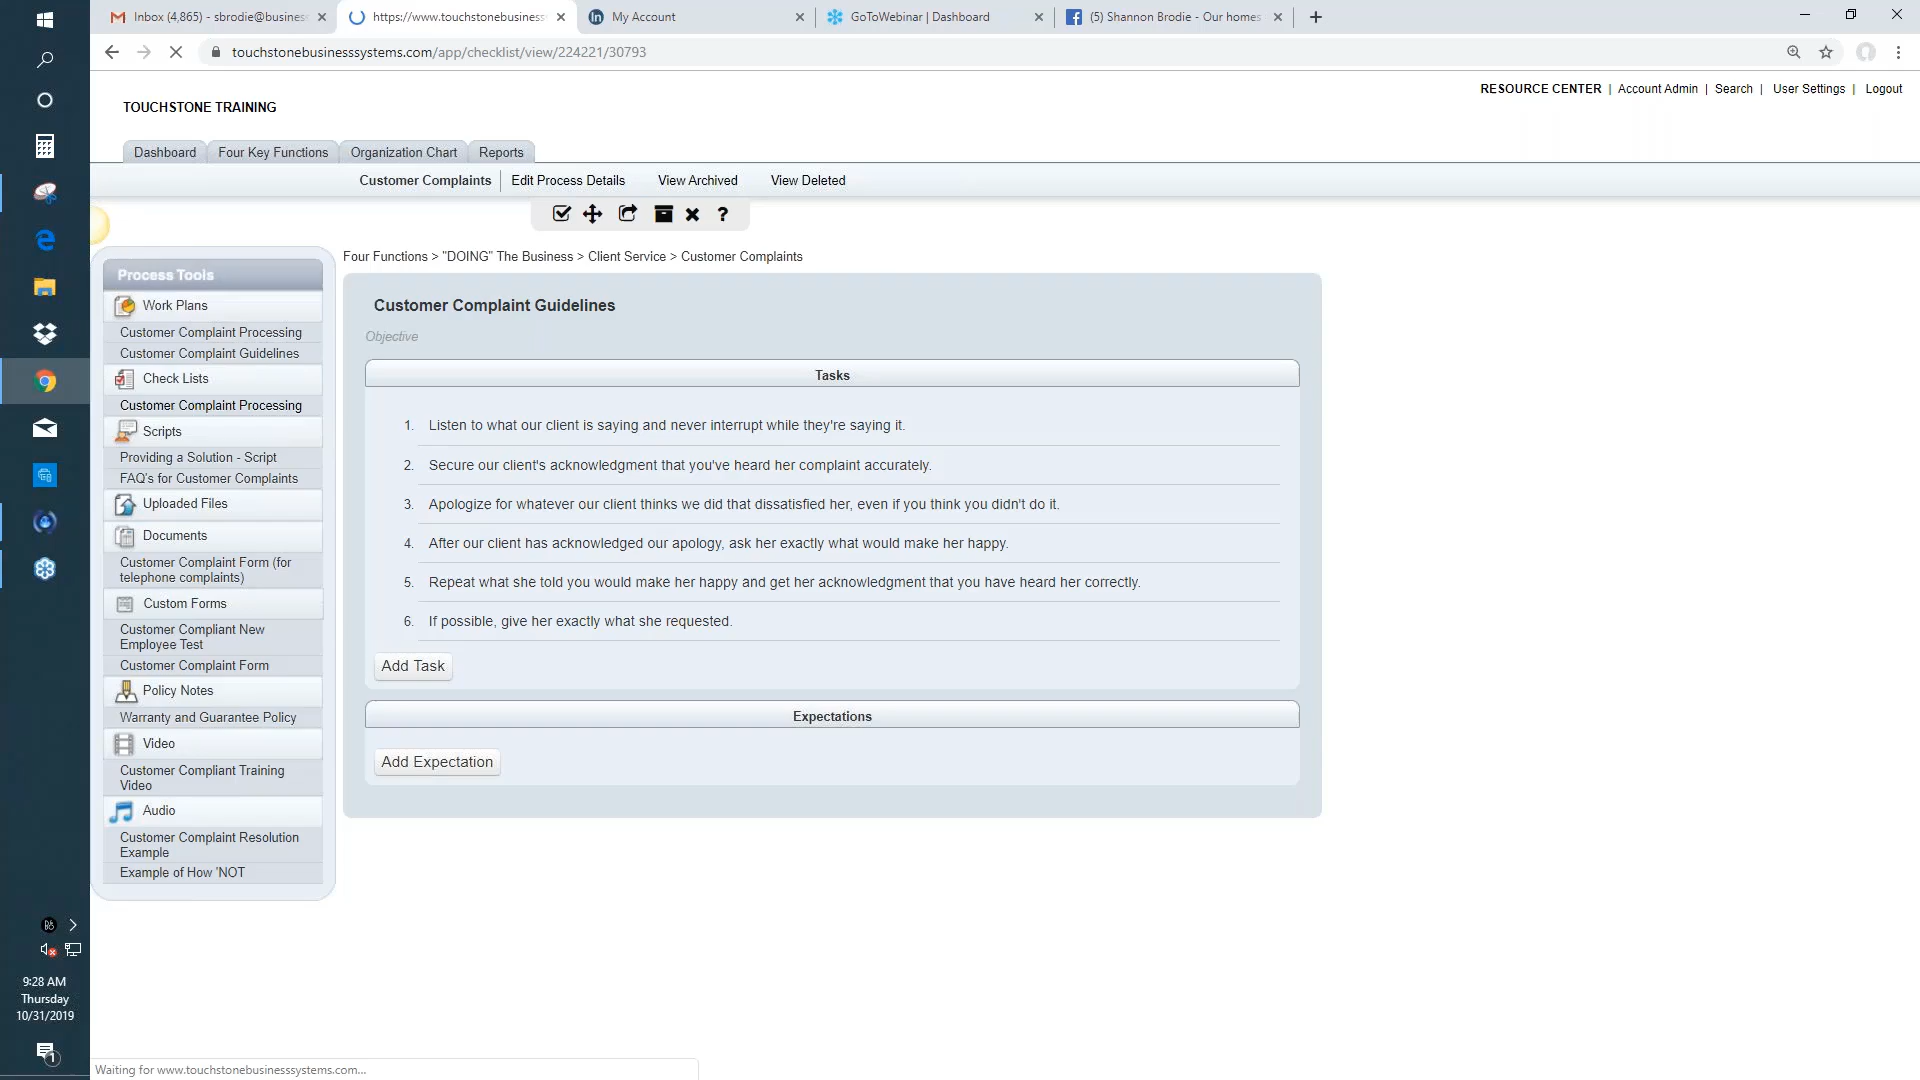 Inbox (4,865) - sbrodie@busines
https://www.touchstonebusiness
My Account
GoToWebinar | Dashboard
(5) Shannon Brodie - Our homes
touchstonebusinesssystems.com/app/checklist/view/224221/30793
RESOURCE CENTER | Account Admin | Search | User Settings | Logout
TOUCHSTONE TRAINING
Dashboard
Four Key Functions
Organization Chart
Reports
Customer Complaints
Edit Process Details
View Archived
View Deleted
?
Four Functions > "DOING" The Business > Client Service > Customer Complaints
Process Tools
Work Plans
Customer Complaint Processing
Customer Complaint Guidelines
Check Lists
Customer Complaint Processing
Scripts
Providing a Solution - Script
FAQ's for Customer Complaints
Uploaded Files
Documents
Customer Complaint Form (for
telephone complaints)
Custom Forms
Customer Compliant New
Employee Test
Customer Complaint Form
Policy Notes
Warranty and Guarantee Policy
Video
Customer Compliant Training
Video
Audio
Customer Complaint Resolution
Example
Example of How 'NOT
Customer Complaint Guidelines
Objective
Tasks
1. Listen to what our client is saying and never interrupt while they're saying it.
2. Secure our client's acknowledgment that you've heard her complaint accurately.
3. Apologize for whatever our client thinks we did that dissatisfied her, even if you think you didn't do it.
4. After our client has acknowledged our apology, ask her exactly what would make her happy.
5. Repeat what she told you would make her happy and get her acknowledgment that you have heard her correctly.
6. If possible, give her exactly what she requested.
Add Task
Expectations
Add Expectation
9:28 AM
Thursday
10/31/2019
1
Waiting for www.touchstonebusinesssystems.com...